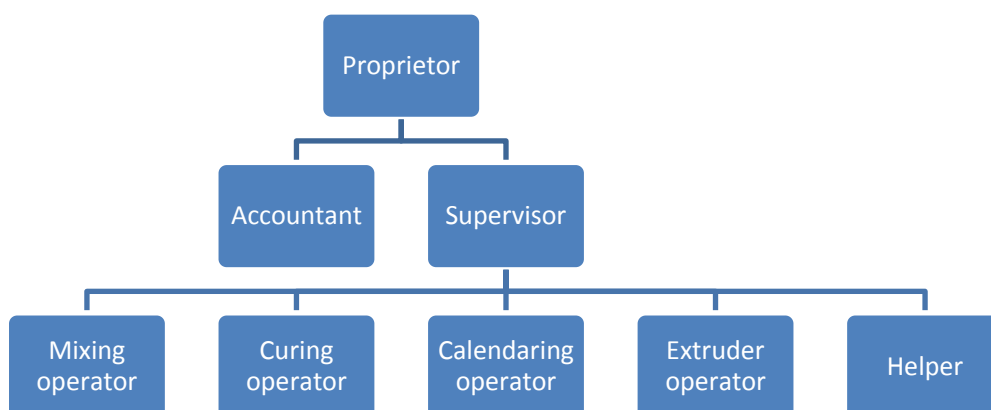 Proprietor
Accountant
Supervisor
Mixing
operator
Curing
operator
Calendaring
operator
Extruder
operator
Helper